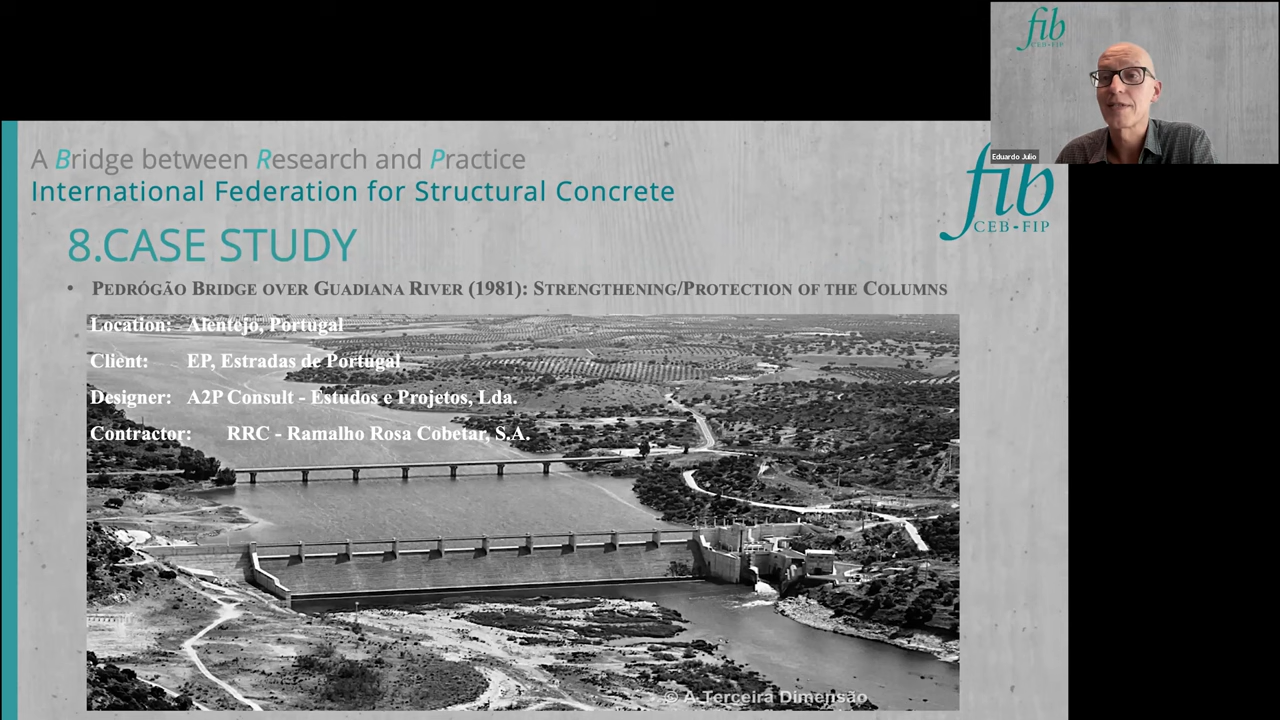 fib
CEB-FIP
Eduardo Julio
A Bridge between Research and Practice
International Federation for Structural Concrete
fib
CEB-FIP
8.CASE STUDY
• PEDRÓGÃO BRIDGE OVER GUADIANA RIVER (1981): STRENGTHENING/PROTECTION OF THE COLUMNS
Location: Alentejo, Portugal
Client: EP, Estradas de Portugal
Designer: A2P Consult - Estudos e Projetos, Lda.
Contractor: RRC - Ramalho Rosa Cobetar, S.A.
© A Terceira Dimensão